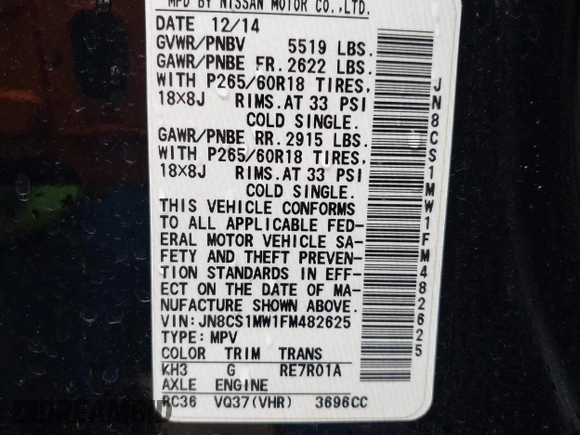 MFD BY NISSAN MOTOR CO.,LTD.
DATE 12/14
GVWR/PNBV 5519 LBS.
GAWR/PNBE FR. 2622 LBS.
WITH P265/60R18 TIRES,
18X8J RIMS.AT 33 PSI
COLD SINGLE.
GAWR/PNBE RR. 2915 LBS.
WITH P265/60R18 TIRES,
18X8J RIMS.AT 33 PSI
COLD SINGLE.
THIS VEHICLE CONFORMS
TO ALL APPLICABLE FED-
ERAL MOTOR VEHICLE SA-
FETY AND THEFT PREVEN-
TION STANDARDS IN EFF-
ECT ON THE DATE OF MA-
NUFACTURE SHOWN ABOVE.
VIN:JN8CS1MW1FM482625
TYPE:MPV
COLOR TRIM TRANS
KH3 G RE7R01A
AXLE ENGINE
RC36 VQ37(VHR) 3696CC
JN8CS1MW1FM482625
DREAMBID